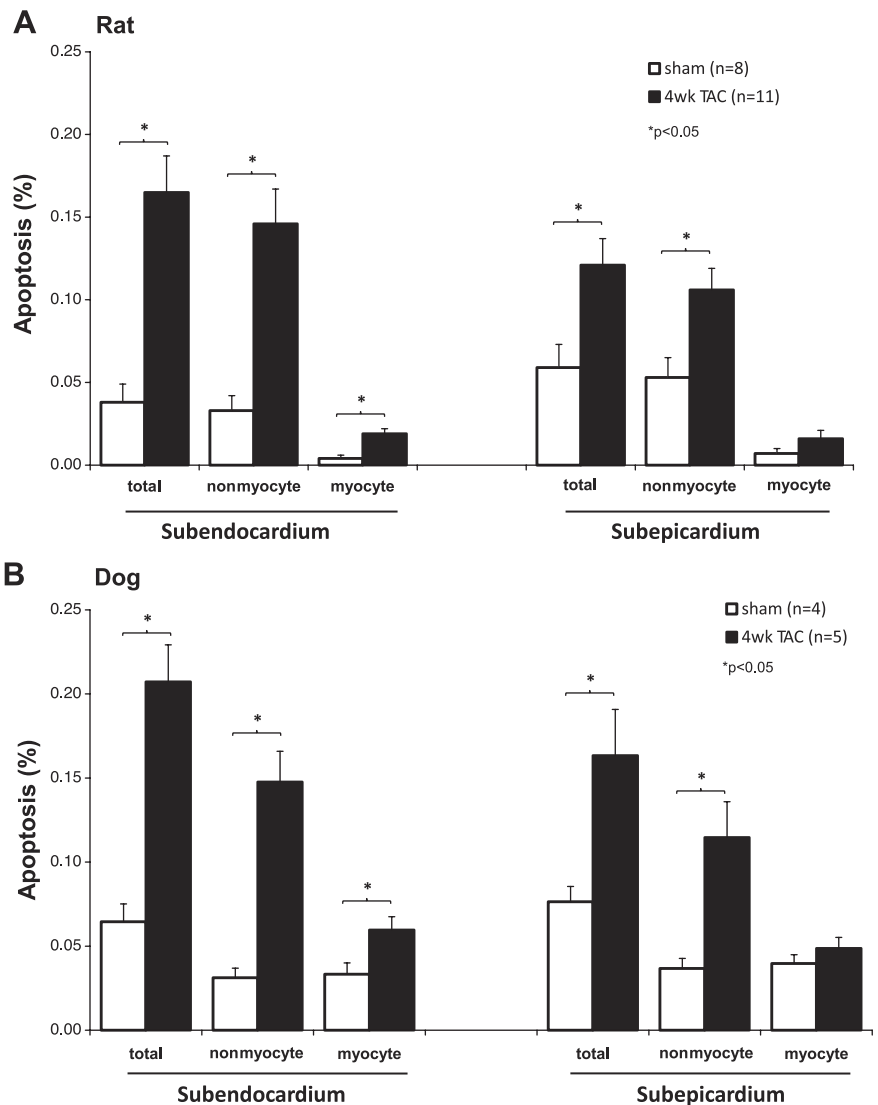 A Rat
0.25
0.20
0.15
0.10
0.05
0.00
Apoptosis (%)
sham (n=8)
4wk TAC (n=11)
*p<0.05
* * * * *
total nonmyocyte myocyte total nonmyocyte myocyte
Subendocardium Subepicardium
B Dog
0.25
0.20
0.15
0.10
0.05
0.00
Apoptosis (%)
sham (n=4)
4wk TAC (n=5)
*p<0.05
* * * * *
total nonmyocyte myocyte total nonmyocyte myocyte
Subendocardium Subepicardium